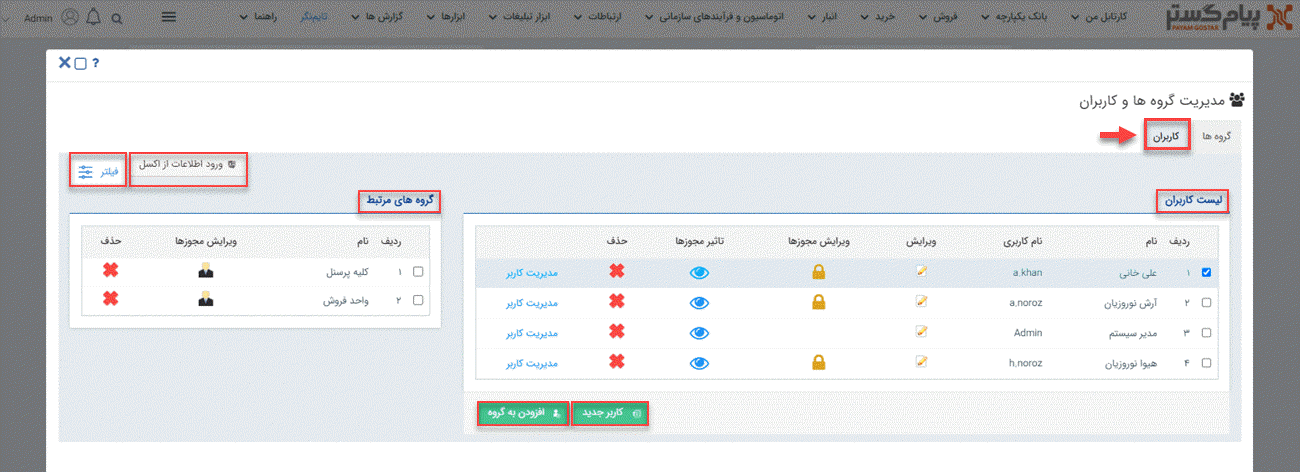 پیام گستر
PAYAM GOSTAR
کارتابل من
بانک یکپارچه
فروش
خرید
انبار
اتوماسیون و فرآیندهای سازمانی
ارتباطات
ابزار تبلیغات
ابزارها
گزارش ها
تایم‌نگر
راهنما
Admin
?
مدیریت گروه ها و کاربران
گروه ها
کاربران
ورود اطلاعات از اکسل
فیلتر
لیست کاربران
ردیف نام نام کاربری ویرایش ویرایش مجوزها تاثیر مجوزها حذف
۱ علی خانی a.khan مدیریت کاربر
۲ آرش نوروزیان a.noroz مدیریت کاربر
۳ مدیر سیستم Admin مدیریت کاربر
۴ هیوا نوروزیان h.noroz مدیریت کاربر
کاربر جدید
افزودن به گروه
گروه های مرتبط
ردیف نام ویرایش مجوزها حذف
۱ کلیه پرسنل
۲ واحد فروش